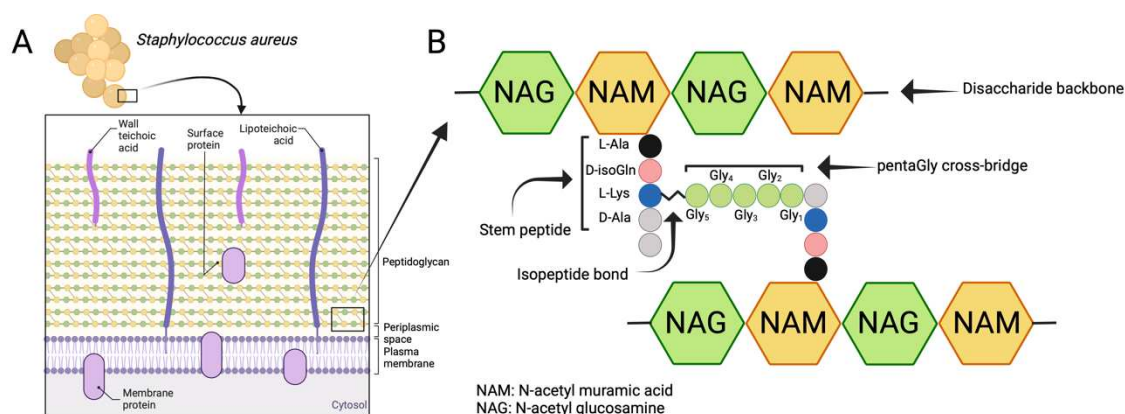 A
Staphylococcus aureus
Wall
teichoic
acid
Surface
protein
Lipoteichoic
acid
Peptidoglycan
Periplasmic
space
Plasma
membrane
Membrane
protein
Cytosol
B
NAG NAM NAG NAM
Disaccharide backbone
L-Ala
D-isoGln
L-Lys
D-Ala
Stem peptide
Gly4 Gly2
Gly5 Gly3 Gly1
pentaGly cross-bridge
Isopeptide bond
NAG NAM NAG NAM
NAM: N-acetyl muramic acid
NAG: N-acetyl glucosamine